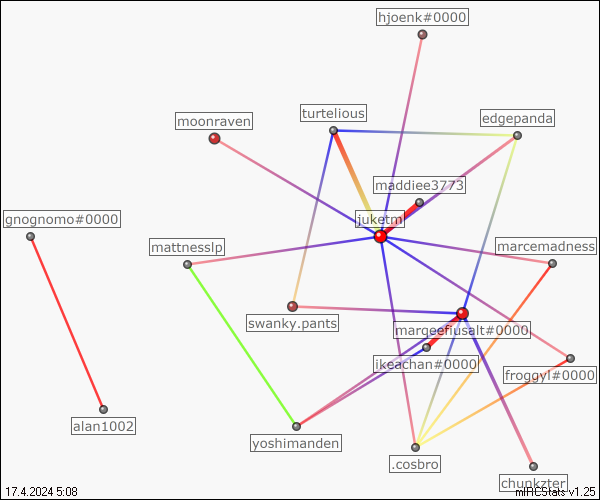 hjoenk#0000
turtelious
moonraven
edgepanda
maddiee3773
gnognomo#0000
juketm
mattnesslp
marcemadness
swanky.pants
margeefiusalt#0000
ikeachan#0000
froggyl#0000
alan1002
yoshimanden
.cosbro
chunkzter
17.4.2024 5:08
mIRCStats v1.25